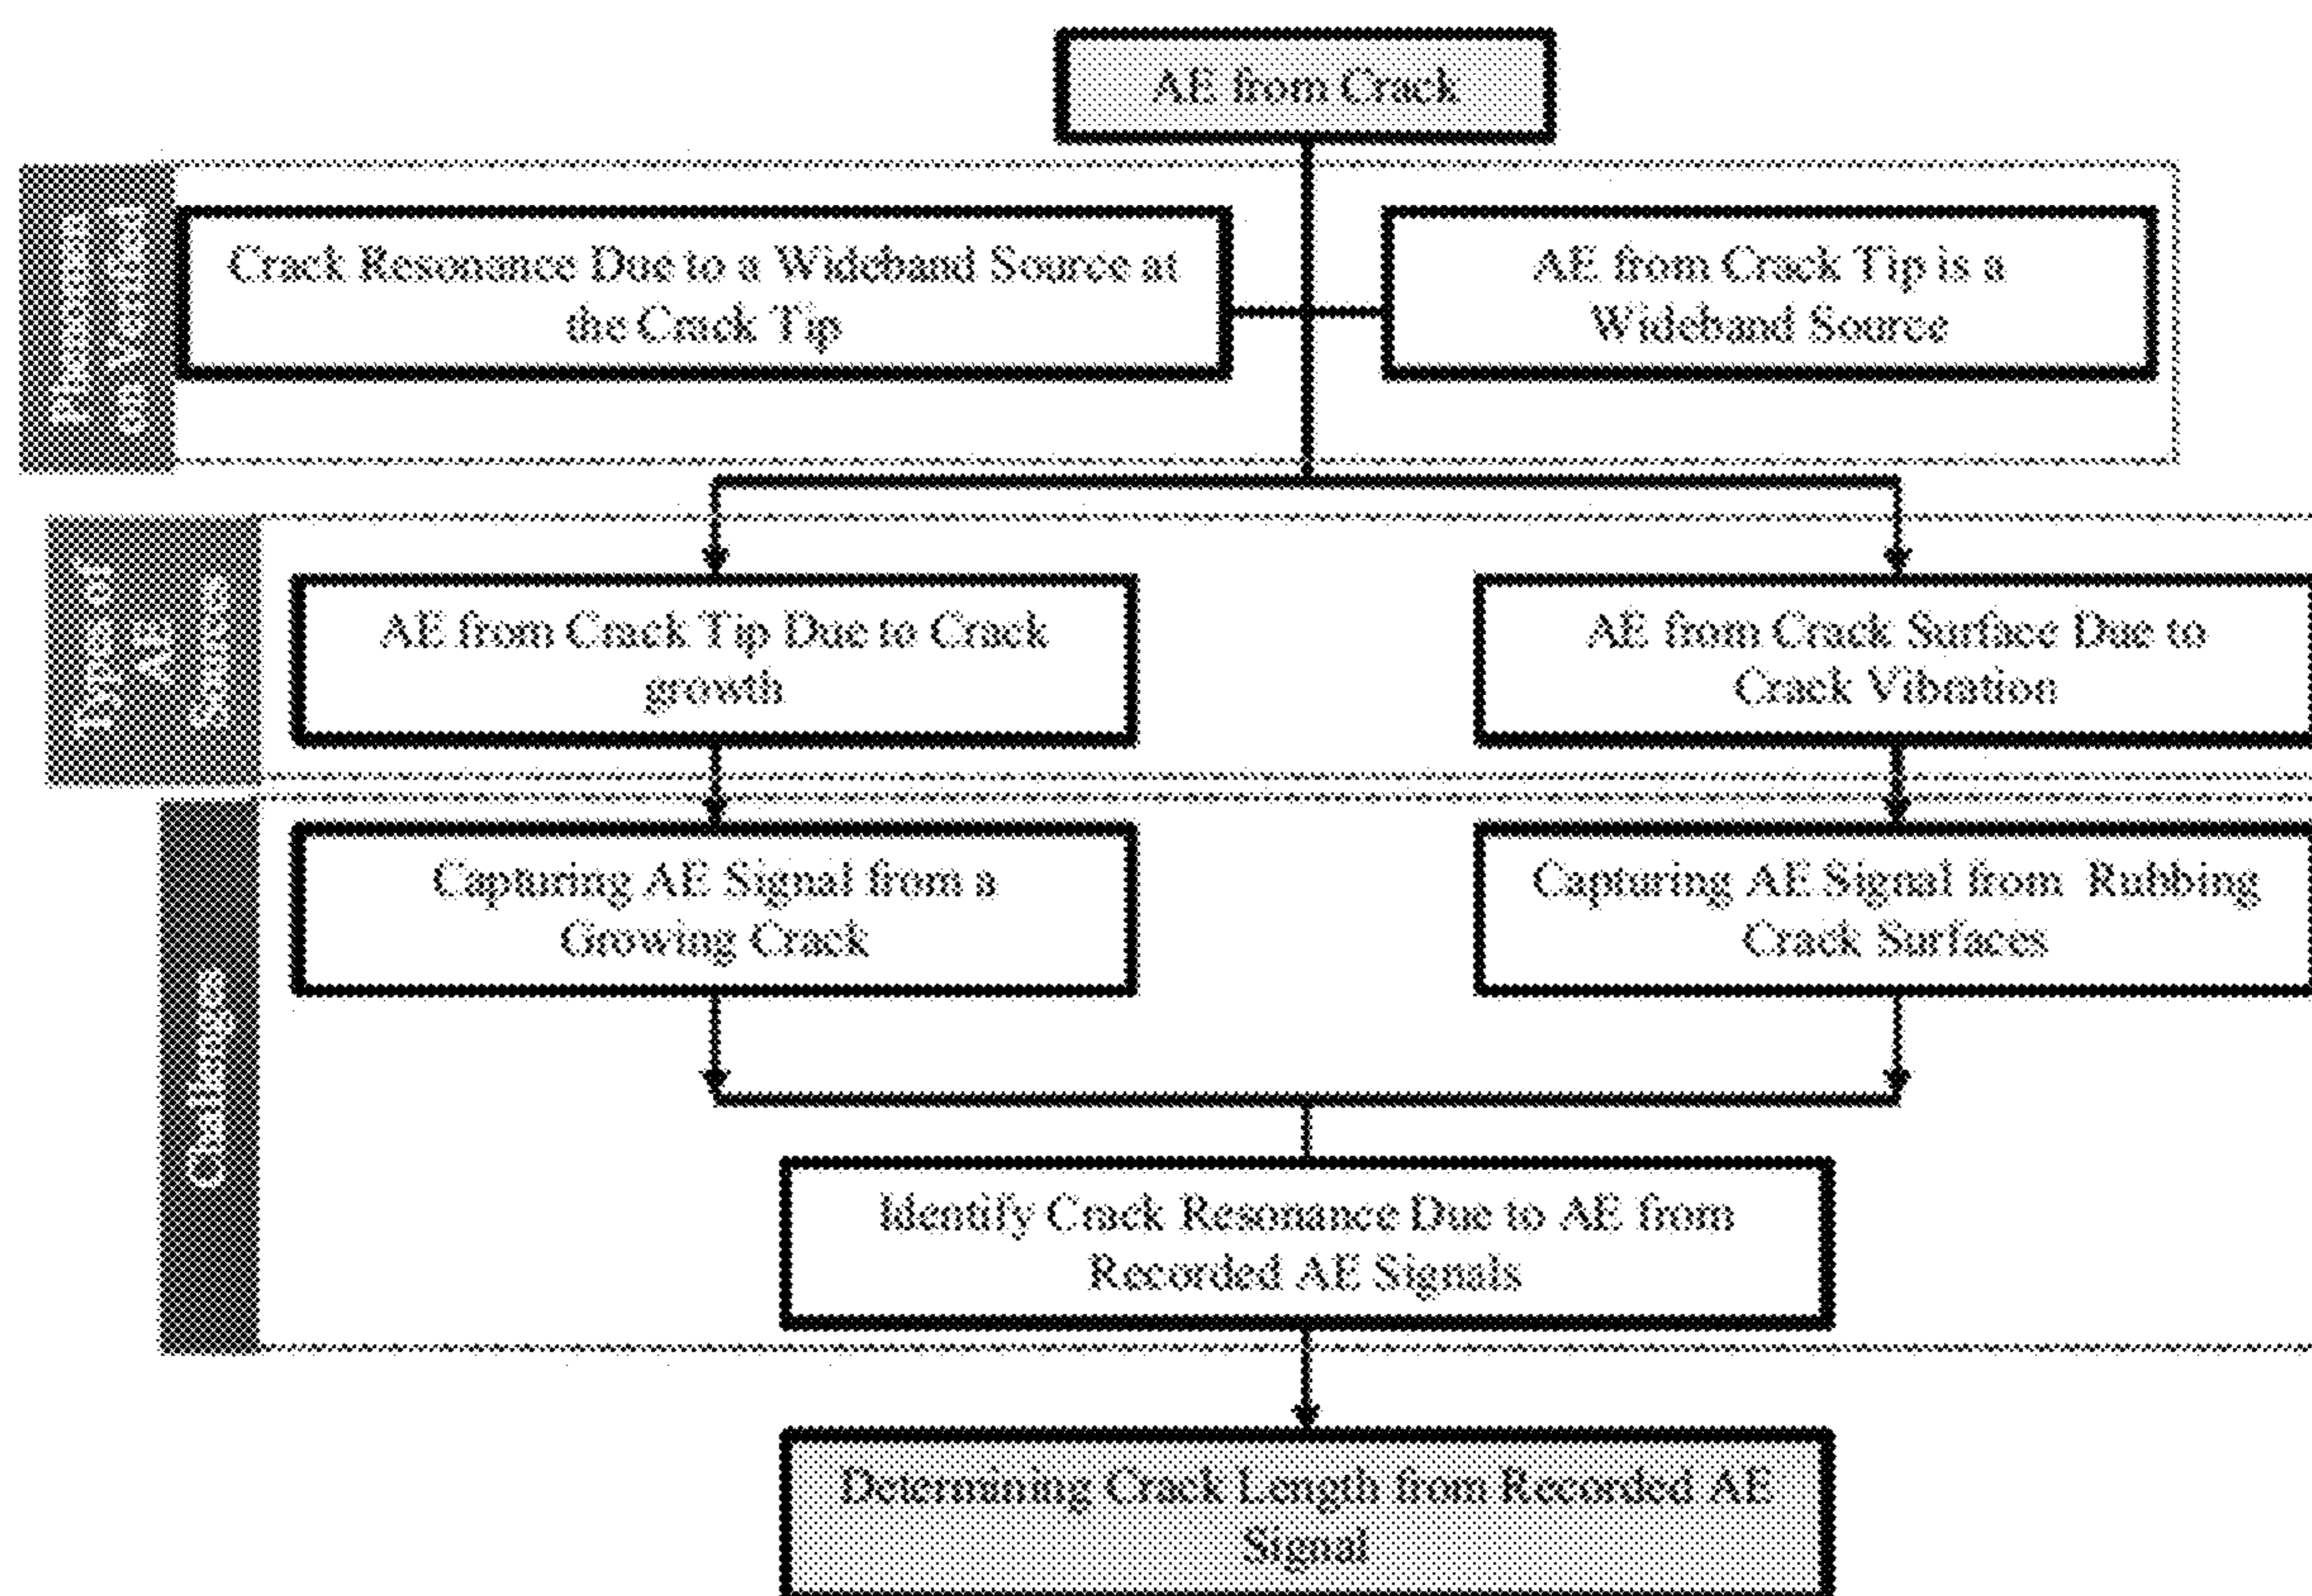 AE from Crack
Crack Resonance Due to a Wideband Source at
the Crack Tip
AE from Crack Tip is a
Wideband Source
AE from Crack Tip Due to Crack
growth
AE from Crack Surface Due to
Crack Vibration
Capturing AE Signal from a
Growing Crack
Capturing AE Signal from Rubbing
Crack Surfaces
Challenges
Identify Crack Resonance Due to AE from
Recorded AE Signals
Determining Crack Length from Recorded AE
Signal